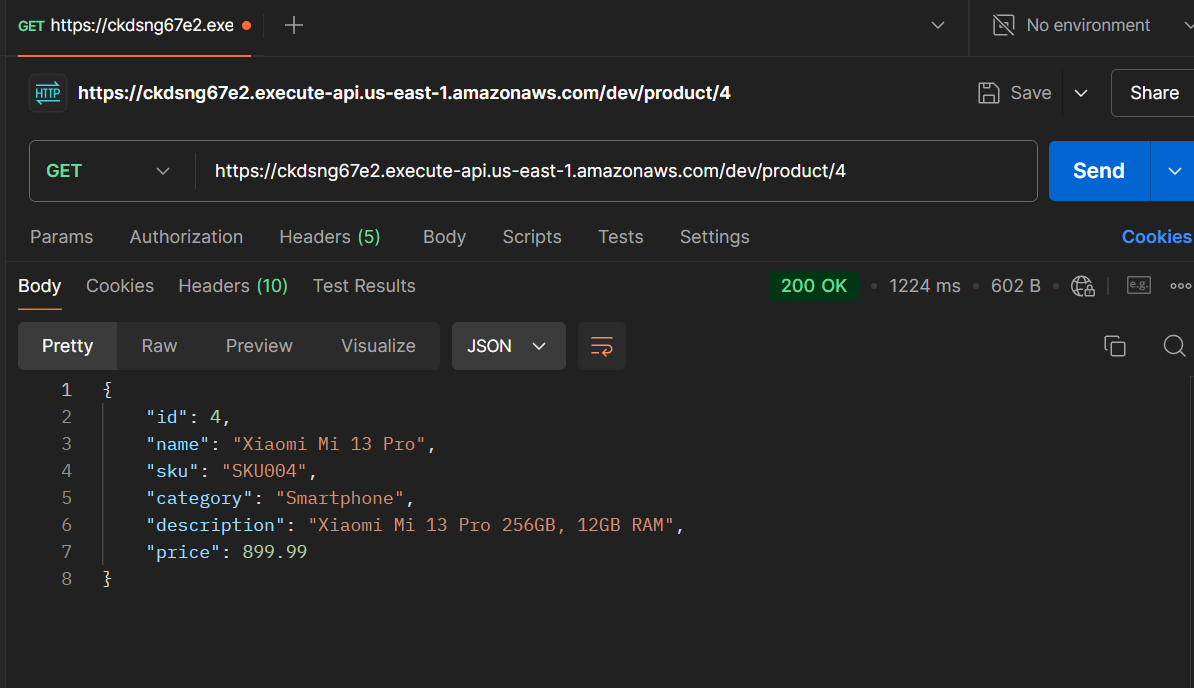 GET https://ckdsng67e2.exe
No environment
HTTP https://ckdsng67e2.execute-api.us-east-1.amazonaws.com/dev/product/4
Save
Share
GET https://ckdsng67e2.execute-api.us-east-1.amazonaws.com/dev/product/4
Send
Params Authorization Headers (5) Body Scripts Tests Settings Cookies
Body Cookies Headers (10) Test Results 200 OK • 1224 ms • 602 B • e.g.
Pretty Raw Preview Visualize JSON
1 {
2 "id": 4,
3 "name": "Xiaomi Mi 13 Pro",
4 "sku": "SKU004",
5 "category": "Smartphone",
6 "description": "Xiaomi Mi 13 Pro 256GB, 12GB RAM",
7 "price": 899.99
8 }